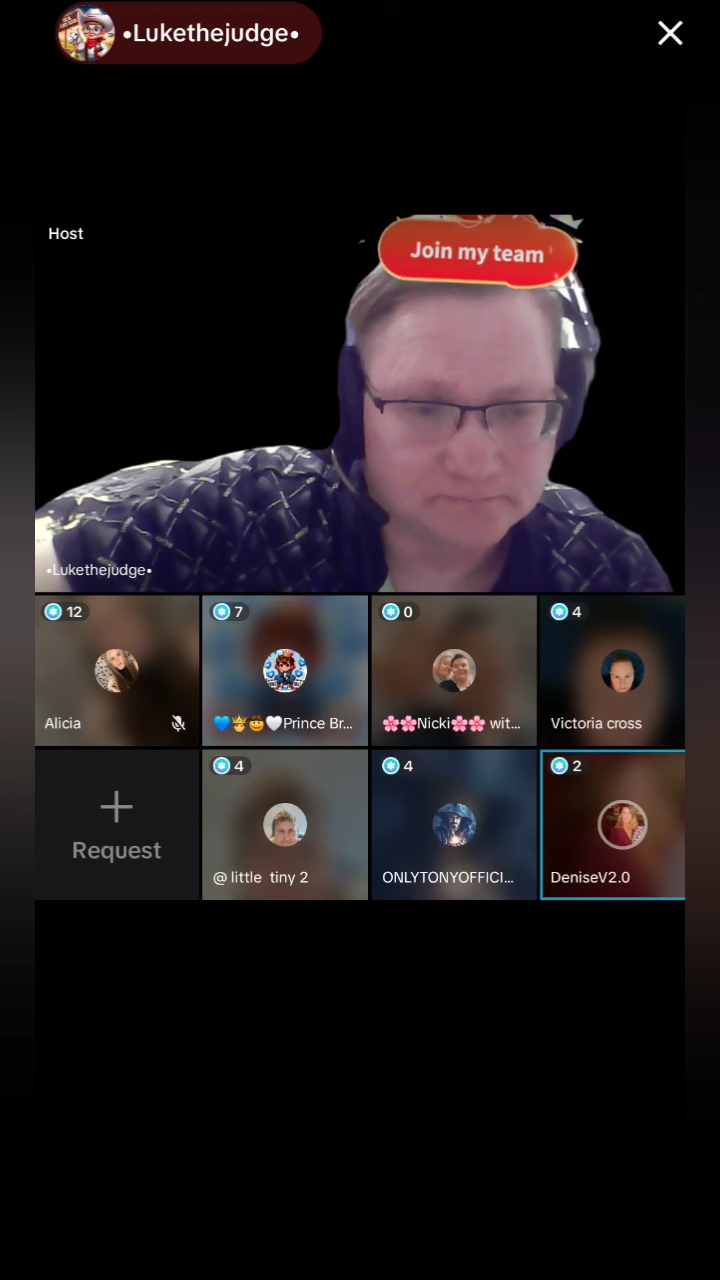 •Lukethejudge•
Host
Join my team
•Lukethejudge•
12
7
0
4
Alicia
💙🤴🤠🤍Prince Br...
🌸🌸Nicki🌸🌸 wit...
Victoria cross
4
4
2
Request
@ little tiny 2
ONLYTONYOFFICI...
DeniseV2.0